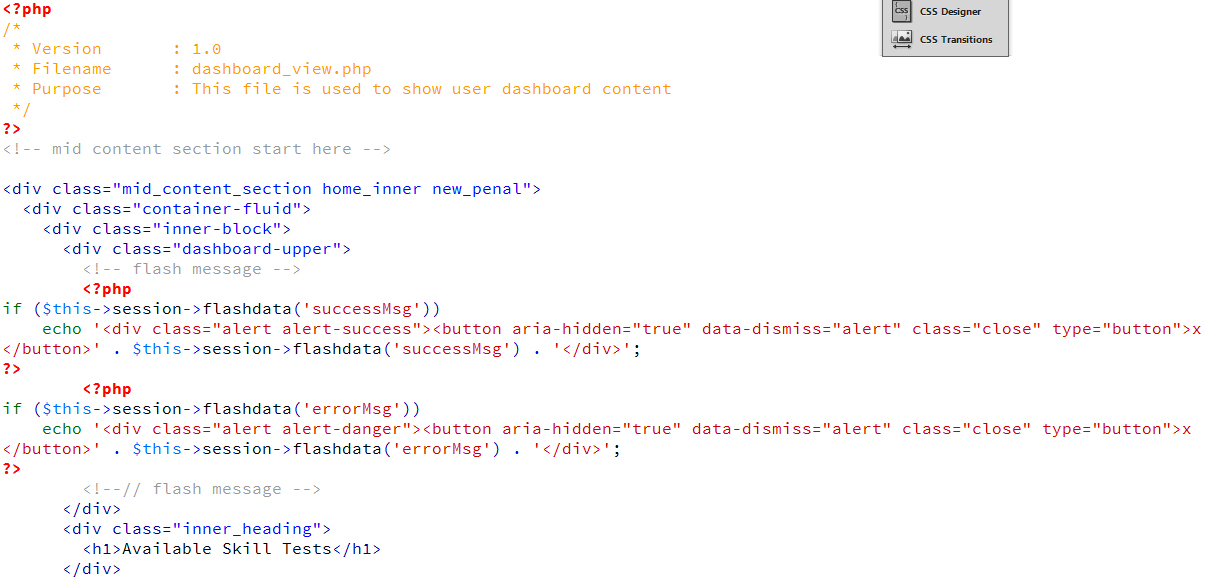 <?php
/*
 * Version       : 1.0
 * Filename      : dashboard_view.php
 * Purpose       : This file is used to show user dashboard content
 */
?>
<!-- mid content section start here -->

<div class="mid_content_section home_inner new_penal">
  <div class="container-fluid">
    <div class="inner-block">
      <div class="dashboard-upper">
        <!-- flash message -->
        <?php
if ($this->session->flashdata('successMsg'))
    echo '<div class="alert alert-success"><button aria-hidden="true" data-dismiss="alert" class="close" type="button">x
</button>' . $this->session->flashdata('successMsg') . '</div>';
?>
        <?php
if ($this->session->flashdata('errorMsg'))
    echo '<div class="alert alert-danger"><button aria-hidden="true" data-dismiss="alert" class="close" type="button">x
</button>' . $this->session->flashdata('errorMsg') . '</div>';
?>
        <!--// flash message -->
      </div>
      <div class="inner_heading">
        <h1>Available Skill Tests</h1>
      </div>
CSS
CSS Designer
CSS Transitions